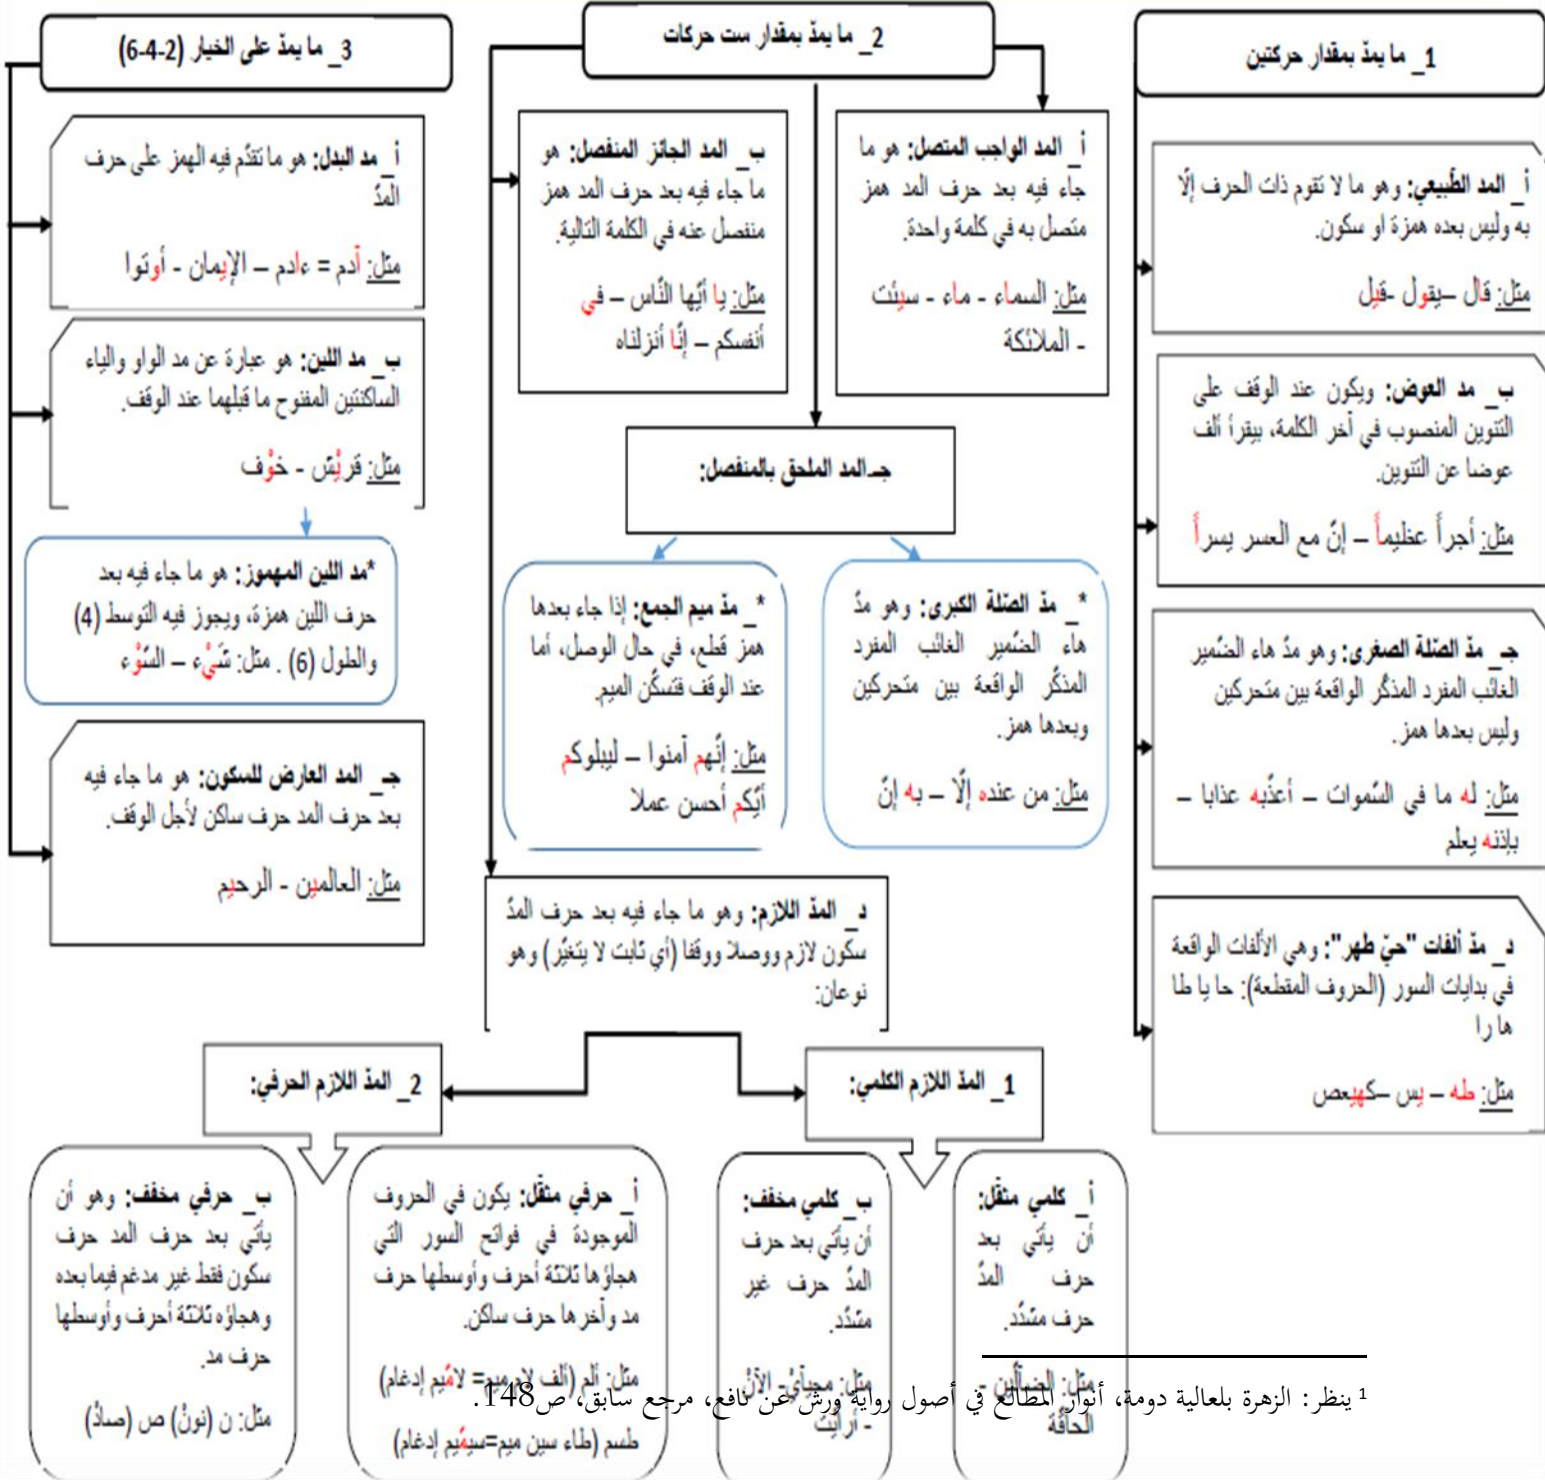 1_ ما يمدّ بمقدار حركتين
أ_ المد الطّبيعي: وهو ما لا تقوم ذات الحرف إلّا
به وليس بعده همزة او سكون.
مثل: قال –يقول -قيل
ب_ مد العوض: ويكون عند الوقف على
التنوين المنصوب في آخر الكلمة، بيقرأ ألف
عوضا عن التنوين.
مثل: أجراً عظيماً – إنّ مع العسر يسراً
جـ_ مدّ الصّلة الصغرى: وهو مدّ هاء الضّمير
الغائب المفرد المذكّر الواقعة بين متحركين
وليس بعدها همز.
مثل: له ما في السّموات – أعذّبه عذابا –
بإذنه يعلم
د_ مدّ ألفات "حيّ طهر": وهي الألفات الواقعة
في بدايات السور (الحروف المقطعة): حا يا طا
ها را
مثل: طه – يس –كهيعص
2_ ما يمدّ بمقدار ست حركات
أ_ المد الواجب المتصل: هو ما
جاء فيه بعد حرف المد همز
متصل به في كلمة واحدة.
مثل: السماء - ماء - سيئت
- الملائكة
ب_ المد الجائز المنفصل: هو
ما جاء فيه بعد حرف المد همز
منفصل عنه في الكلمة التالية.
مثل: يا أيّها النّاس – في
أنفسكم – إنّا أنزلناه
جـ-المد الملحق بالمنفصل:
*_ مدّ الصّلة الكبرى: وهو مدّ
هاء الضّمير الغائب المفرد
المذكّر الواقعة بين متحركين
وبعدها همز.
مثل: من عنده إلّا – به إنّ
*_ مدّ ميم الجمع: إذا جاء بعدها
همز قطع، في حال الوصل، أما
عند الوقف فتسكّن الميم.
مثل: إنّهم آمنوا – ليبلوكم
أيّكم أحسن عملا
د_ المدّ اللازم: وهو ما جاء فيه بعد حرف المدّ
سكون لازم ووصلا ووقفا (أي ثابت لا يتغيّر) وهو
نوعان:
1_ المدّ اللازم الكلمي:
أ_ كلمي مثقّل:
أن يأتي بعد
حرف المدّ
حرف مشدّد.
مثل: الضالّين -
الحاقّة
ب_ كلمي مخفف:
أن يأتي بعد حرف
المدّ حرف غير
مشدّد.
مثل: محيآيْ- الآنْ
- أرآيت
2_ المدّ اللازم الحرفي:
أ_ حرفي مثقّل: يكون في الحروف
الموجودة في فواتح السور التي
هجاؤها ثلاثة أحرف وأوسطها حرف
مد وآخرها حرف ساكن.
مثل: ألم (ألف لام ميم= لامّيم إدغام)
طسم (طاء سين ميم=سيمّيم إدغام)
ب_ حرفي مخفف: وهو أن
يأتي بعد حرف المد حرف
سكون فقط غير مدغم فيما بعده
وهجاؤه ثلاثة أحرف وأوسطها
حرف مد.
مثل: ن (نونْ) ص (صادْ)
3_ ما يمدّ على الخيار (2-4-6)
أ_ مد البدل: هو ما تقدّم فيه الهمز على حرف
المدّ
مثل: آدم = ءادم – الإيمان - أوتوا
ب_ مد اللين: هو عبارة عن مد الواو والياء
الساكنتين المفتوح ما قبلهما عند الوقف.
مثل: قريْش - خوْف
*مد اللين المهموز: هو ما جاء فيه بعد
حرف اللين همزة، ويجوز فيه التوسط (4)
والطول (6) . مثل: شَيْء – السَّوْء
جـ_ المد العارض للسكون: هو ما جاء فيه
بعد حرف المد حرف ساكن لأجل الوقف.
مثل: العالمين - الرحيم
1 ينظر: الزهرة بلعالية دومة، أنوار المطالع في أصول رواية ورش عن نافع، مرجع سابق، ص148.